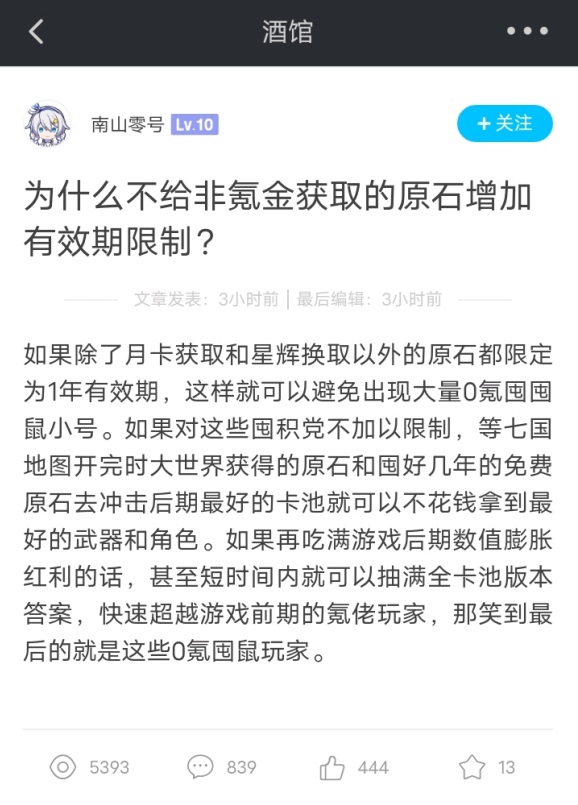 酒馆
南山零号 Lv.10
+ 关注
为什么不给非氪金获取的原石增加
有效期限制？
文章发表：3小时前 | 最后编辑：3小时前
如果除了月卡获取和星辉换取以外的原石都限定
为1年有效期，这样就可以避免出现大量0氪囤囤
鼠小号。如果对这些囤积党不加以限制，等七国
地图开完时大世界获得的原石和囤好几年的免费
原石去冲击后期最好的卡池就可以不花钱拿到最
好的武器和角色。如果再吃满游戏后期数值膨胀
红利的话，甚至短时间内就可以抽满全卡池版本
答案，快速超越游戏前期的氪佬玩家，那笑到最
后的就是这些0氪囤鼠玩家。
5393 839 444 13